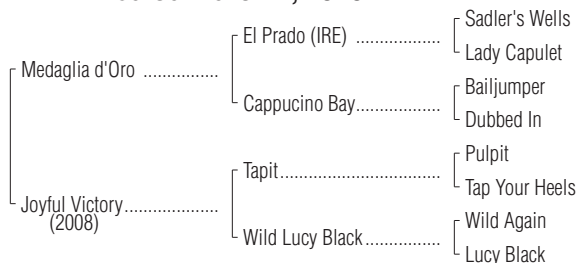 Sadler's Wells
El Prado (IRE) ..................
Lady Capulet
Medaglia d'Oro ................
Bailjumper
Cappucino Bay..................
Dubbed In
Pulpit
Tapit..................................
Tap Your Heels
Joyful Victory....................
(2008)
Wild Again
Wild Lucy Black................
Lucy Black